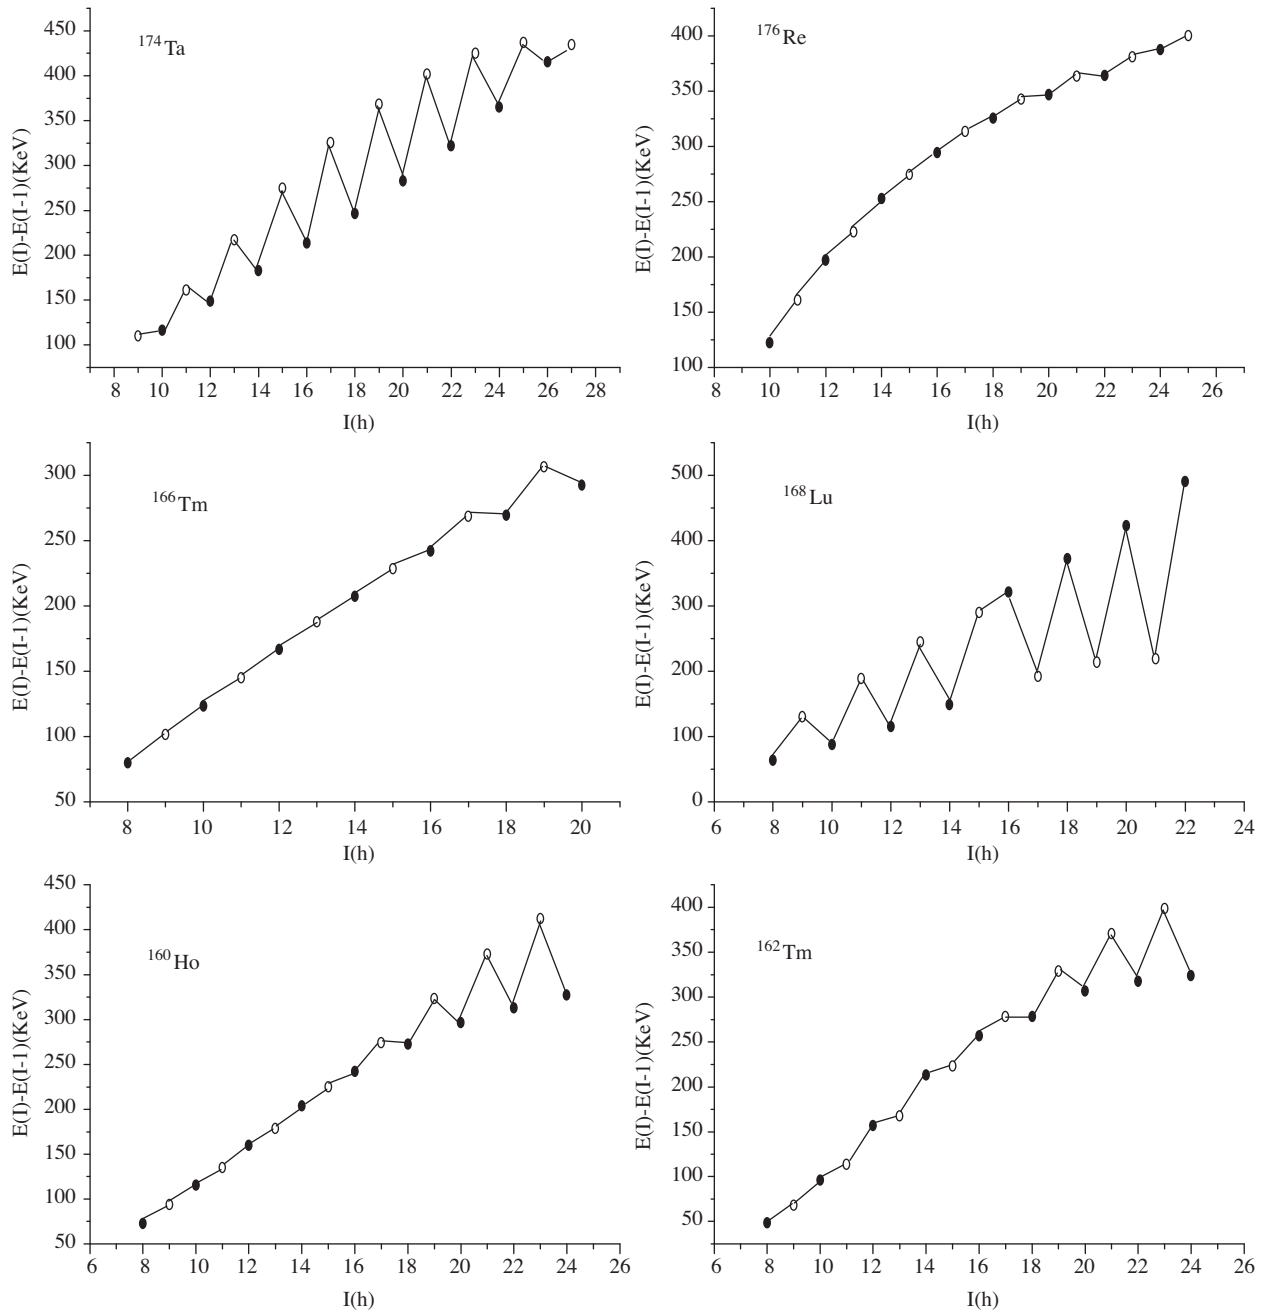 174Ta
E(I)-E(I-1)(KeV)
450
400
350
300
250
200
150
100
8 10 12 14 16 18 20 22 24 26 28
I(h)
176Re
E(I)-E(I-1)(KeV)
400
350
300
250
200
150
100
8 10 12 14 16 18 20 22 24 26
I(h)
166Tm
E(I)-E(I-1)(KeV)
300
250
200
150
100
50
8 10 12 14 16 18 20
I(h)
168Lu
E(I)-E(I-1)(KeV)
500
400
300
200
100
0
6 8 10 12 14 16 18 20 22 24
I(h)
160Ho
E(I)-E(I-1)(KeV)
450
400
350
300
250
200
150
100
50
6 8 10 12 14 16 18 20 22 24 26
I(h)
162Tm
E(I)-E(I-1)(KeV)
400
350
300
250
200
150
100
50
6 8 10 12 14 16 18 20 22 24 26
I(h)